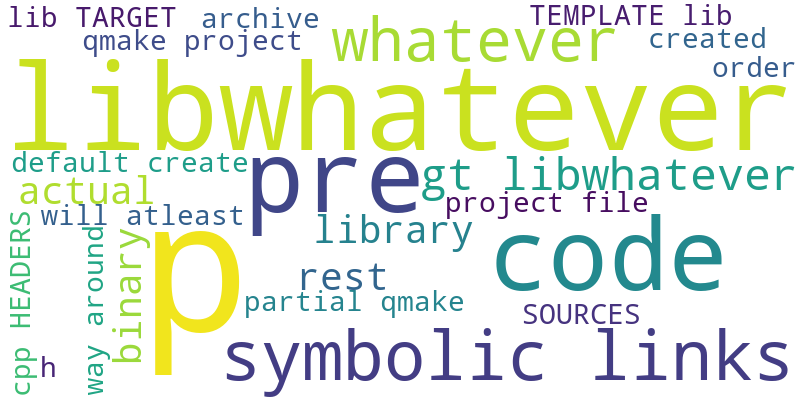 lib TARGET
archive
TEMPLATE lib
qmake project
whatever
created
order
libwhatever
default create
pre
gt libwhatever
actual
project file
will atleast
library
code
p
rest
partial qmake
SOURCES
symbolic links
h
cpp HEADERS
way around
binary